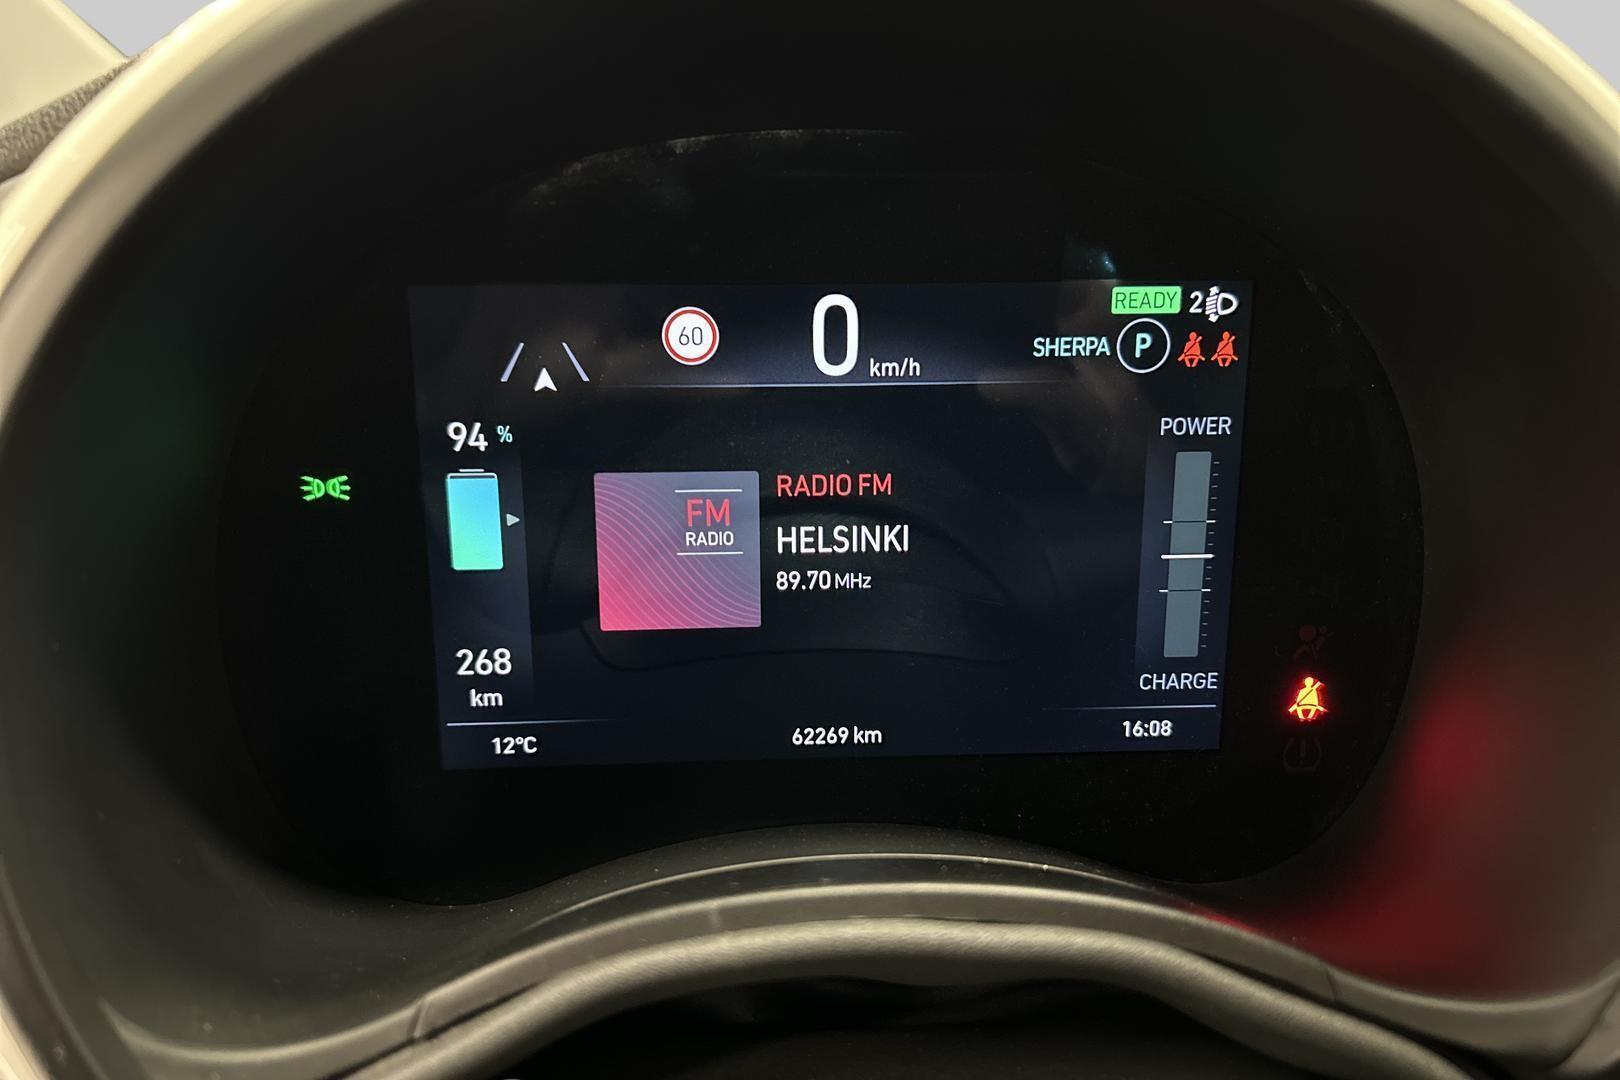 READY 2
60
0 km/h
SHERPA P
94 %
POWER
FM
RADIO
RADIO FM
HELSINKI
89.70 MHz
268
km
CHARGE
12°C
62269 km
16:08